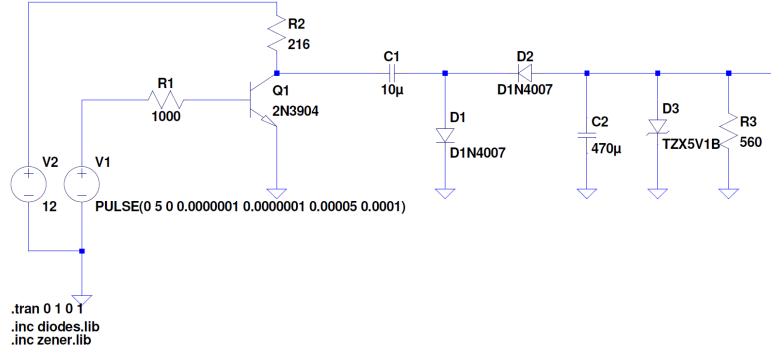 R2
216
C1
10µ
D2
D1N4007
R1
1000
Q1
2N3904
D1
D1N4007
C2
470µ
D3
TZX5V1B
R3
560
V2
12
V1
PULSE(0 5 0 0.0000001 0.0000001 0.00005 0.0001)
.tran 0 1 0 1
.inc diodes.lib
.inc zener.lib